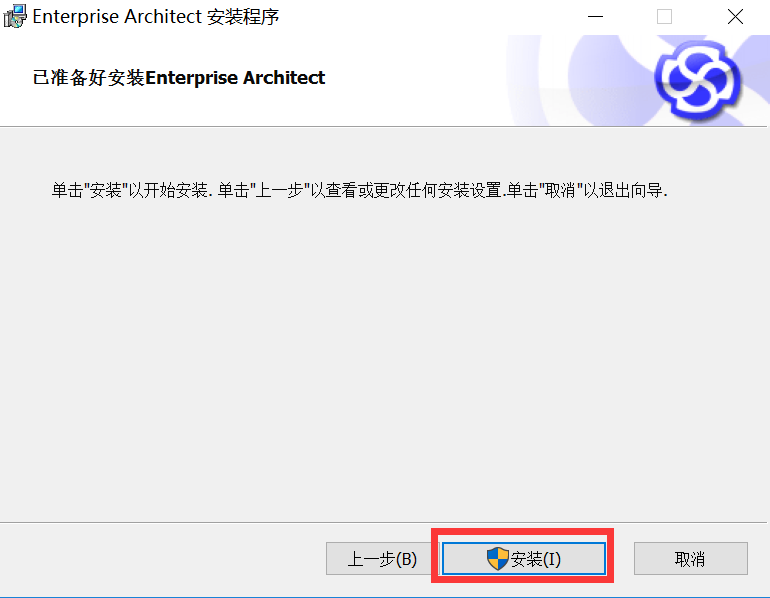 Enterprise Architect 安装程序
已准备好安装Enterprise Architect
单击"安装"以开始安装. 单击"上一步"以查看或更改任何安装设置.单击"取消"以退出向导.
上一步(B) 安装(I) 取消